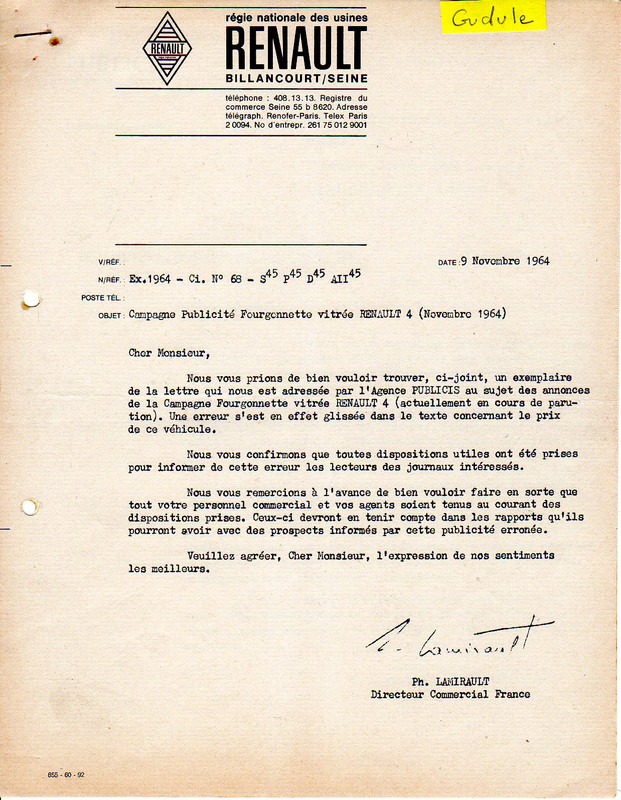 Gudule
RENAULT
régie nationale des usines
RENAULT
BILLANCOURT/SEINE
téléphone : 408.13.13. Registre du
commerce Seine 55 b 8620. Adresse
télégraph. Renofer-Paris. Telex Paris
2 0094. No d'entrepr. 261 75 012 9001
V/RÉF. :
DATE : 9 Novembre 1964
N/RÉF. : Ex.1964 - Ci. N° 68 - S45 P45 D45 AII45
POSTE TÉL. :
OBJET : Campagne Publicité Fourgonnette vitrée RENAULT 4 (Novembre 1964)
Cher Monsieur,
Nous vous prions de bien vouloir trouver, ci-joint, un exemplaire
de la lettre qui nous est adressée par l'Agence PUBLICIS au sujet des annonces
de la Campagne Fourgonnette vitrée RENAULT 4 (actuellement en cours de paru-
tion). Une erreur s'est en effet glissée dans le texte concernant le prix
de ce véhicule.
Nous vous confirmons que toutes dispositions utiles ont été prises
pour informer de cette erreur les lecteurs des journaux intéressés.
Nous vous remercions à l'avance de bien vouloir faire en sorte que
tout votre personnel commercial et vos agents soient tenus au courant des
dispositions prises. Ceux-ci devront en tenir compte dans les rapports qu'ils
pourront avoir avec des prospects informés par cette publicité erronée.
Veuillez agréer, Cher Monsieur, l'expression de nos sentiments
les meilleurs.
Lamirault
Ph. LAMIRAULT
Directeur Commercial France
855 - 60 - 92